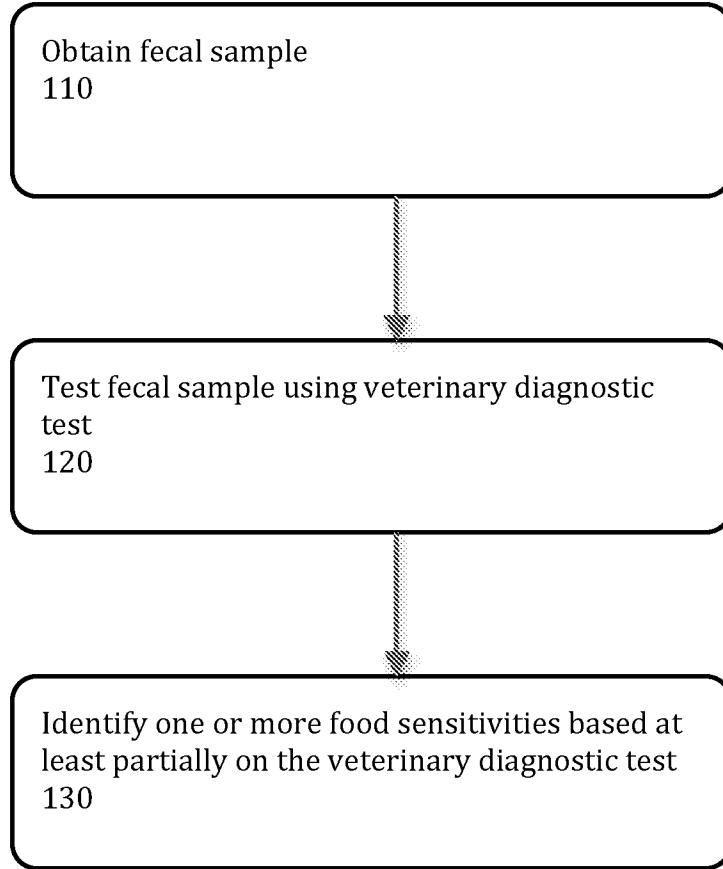 Obtain fecal sample
110
Test fecal sample using veterinary diagnostic
test
120
Identify one or more food sensitivities based at
least partially on the veterinary diagnostic test
130